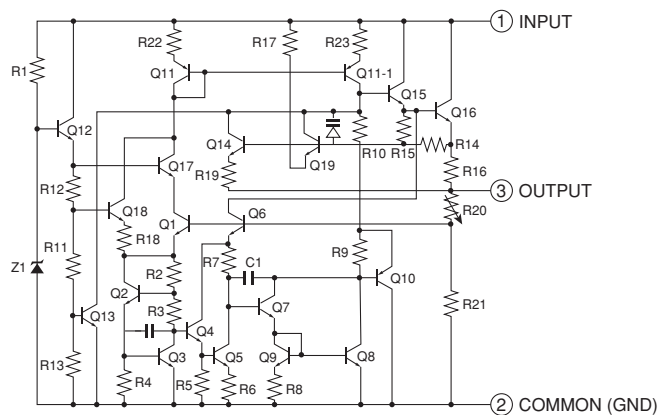 1 INPUT
R22
R17
R23
R1
Q11
Q11-1
Q15
Q16
Q12
Q14
Q19
R10
R15
R14
Q17
R16
R19
R12
3 OUTPUT
Q18
Q1
Q6
R20
R18
R11
R7
C1
R9
Q10
Z1
R2
Q2
R3
Q7
R21
Q13
Q4
Q3
Q5
Q9
Q8
R13
R4
R5
R6
R8
2 COMMON (GND)